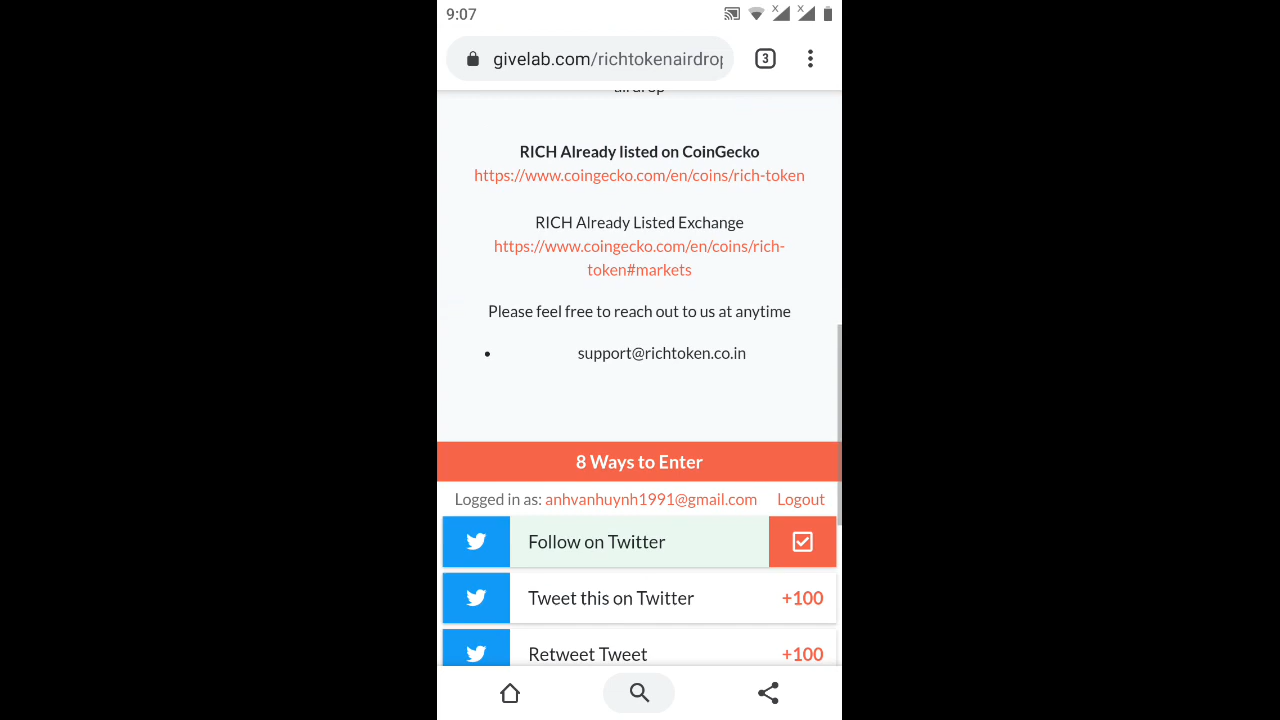 9:07
givelab.com/richtokenairdrop
3
airdrop
RICH Already listed on CoinGecko
https://www.coingecko.com/en/coins/rich-token
RICH Already Listed Exchange
https://www.coingecko.com/en/coins/rich-
token#markets
Please feel free to reach out to us at anytime
• support@richtoken.co.in
8 Ways to Enter
Logged in as: anhvanhuynh1991@gmail.com Logout
Follow on Twitter
Tweet this on Twitter +100
Retweet Tweet +100